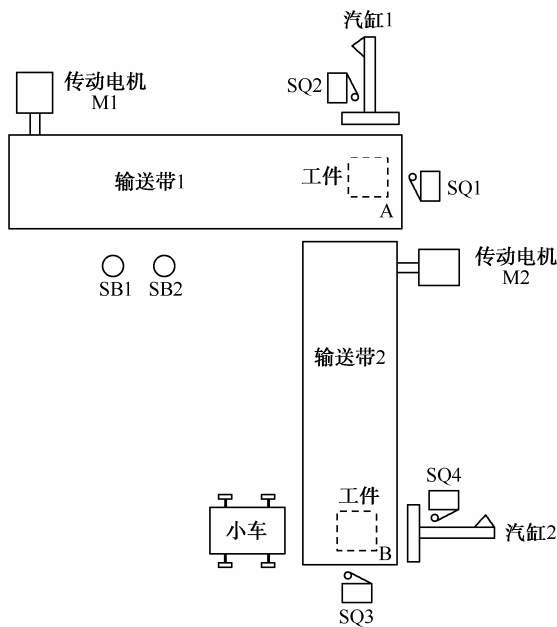 汽缸1
SQ2
传动电机
M1
输送带1
工件
A
SQ1
SB1
SB2
传动电机
M2
输送带2
SQ4
工件
小车
B
汽缸2
SQ3